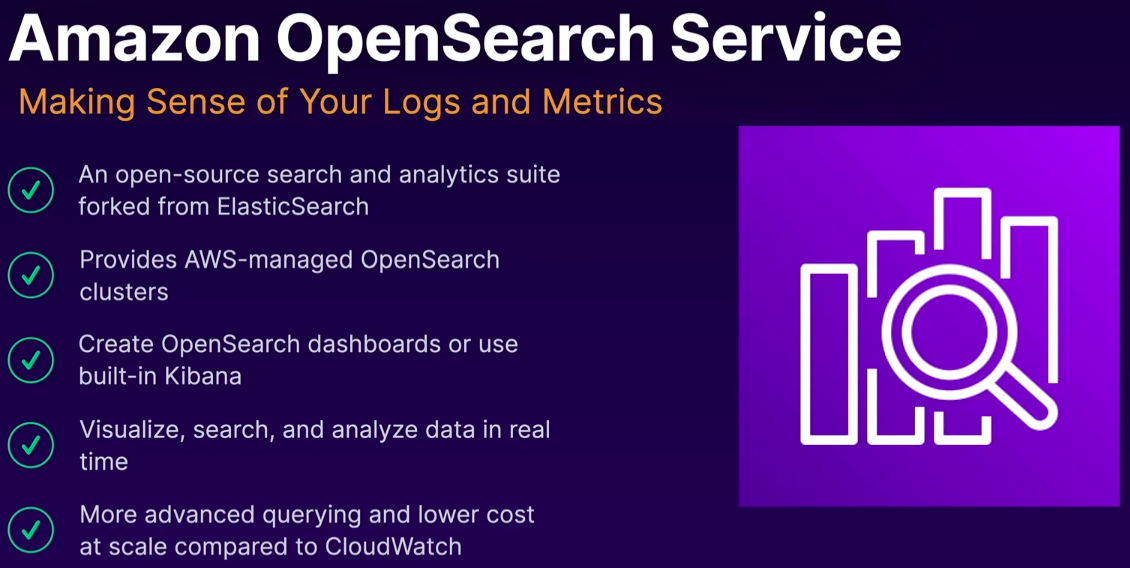 Amazon OpenSearch Service
Making Sense of Your Logs and Metrics
An open-source search and analytics suite
forked from ElasticSearch
Provides AWS-managed OpenSearch
clusters
Create OpenSearch dashboards or use
built-in Kibana
Visualize, search, and analyze data in real
time
More advanced querying and lower cost
at scale compared to CloudWatch